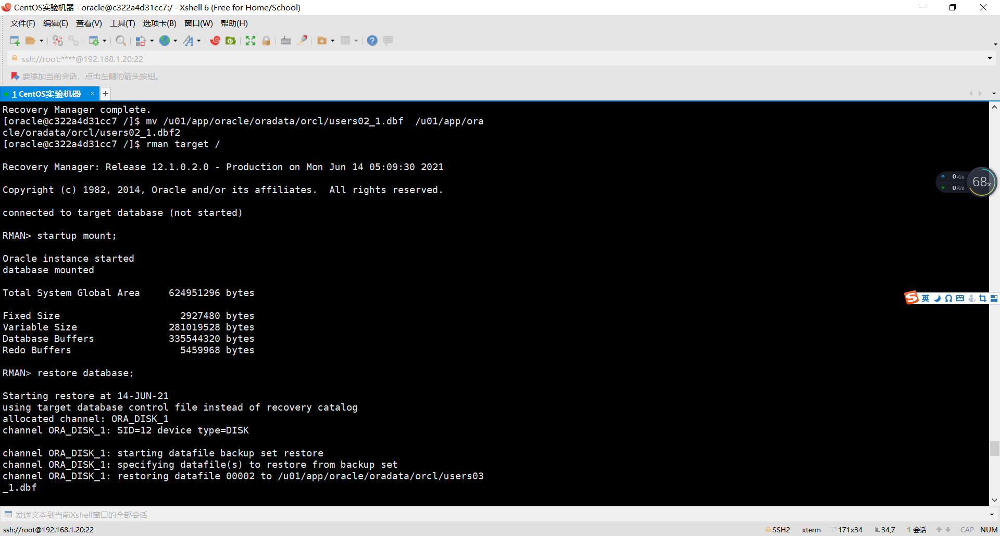 CentOS实验机器 - oracle@c322a4d31cc7:/ - Xshell 6 (Free for Home/School)
文件(F) 编辑(E) 查看(V) 工具(T) 选项卡(B) 窗口(W) 帮助(H)
ssh://root:****@192.168.1.20:22
要添加当前会话，点击左侧的箭头按钮。
1 CentOS实验机器 × +
Recovery Manager complete.
[oracle@c322a4d31cc7 /]$ mv /u01/app/oracle/oradata/orcl/users02_1.dbf  /u01/app/ora
cle/oradata/orcl/users02_1.dbf2
[oracle@c322a4d31cc7 /]$ rman target /
Recovery Manager: Release 12.1.0.2.0 - Production on Mon Jun 14 05:09:30 2021
Copyright (c) 1982, 2014, Oracle and/or its affiliates.  All rights reserved.
connected to target database (not started)
RMAN> startup mount;
Oracle instance started
database mounted
Total System Global Area     624951296 bytes
Fixed Size                     2927480 bytes
Variable Size                281019528 bytes
Database Buffers             335544320 bytes
Redo Buffers                   5459968 bytes
RMAN> restore database;
Starting restore at 14-JUN-21
using target database control file instead of recovery catalog
allocated channel: ORA_DISK_1
channel ORA_DISK_1: SID=12 device type=DISK
channel ORA_DISK_1: starting datafile backup set restore
channel ORA_DISK_1: specifying datafile(s) to restore from backup set
channel ORA_DISK_1: restoring datafile 00002 to /u01/app/oracle/oradata/orcl/users03
_1.dbf
0K/s
0K/s
68%
S英
发送文本到当前Xshell窗口的全部会话
ssh://root@192.168.1.20:22 SSH2 xterm 171x34 34,7 1 会话 CAP NUM